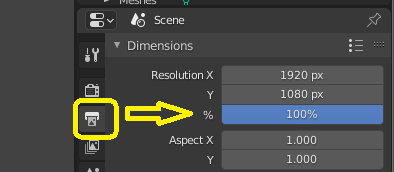 Meshes
Scene
Dimensions
Resolution X 1920 px
Y 1080 px
% 100%
Aspect X 1.000
Y 1.000